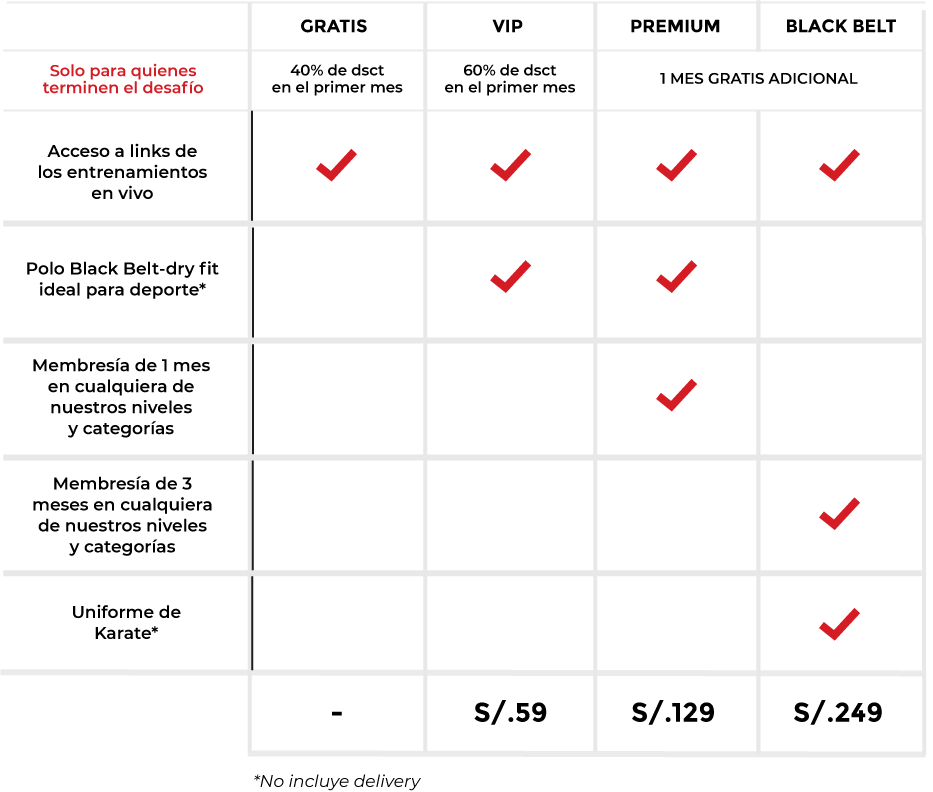 GRATIS VIP PREMIUM BLACK BELT
Solo para quienes
terminen el desafío
40% de dsct
en el primer mes
60% de dsct
en el primer mes
1 MES GRATIS ADICIONAL
Acceso a links de
los entrenamientos
en vivo
Polo Black Belt-dry fit
ideal para deporte*
Membresía de 1 mes
en cualquiera de
nuestros niveles
y categorías
Membresía de 3
meses en cualquiera
de nuestros niveles
y categorías
Uniforme de
Karate*
- S/.59 S/.129 S/.249
*No incluye delivery